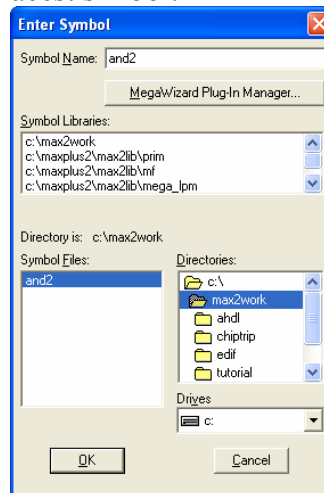 Enter Symbol
Symbol Name: and2
MegaWizard Plug-In Manager...
Symbol Libraries:
c:\max2work
c:\maxplus2\max2lib\prim
c:\maxplus2\max2lib\mf
c:\maxplus2\max2lib\mega_lpm
Directory is: c:\max2work
Symbol Files:
and2
Directories:
c:\
max2work
ahdl
chiptrip
edif
tutorial
Drives
c:
OK
Cancel